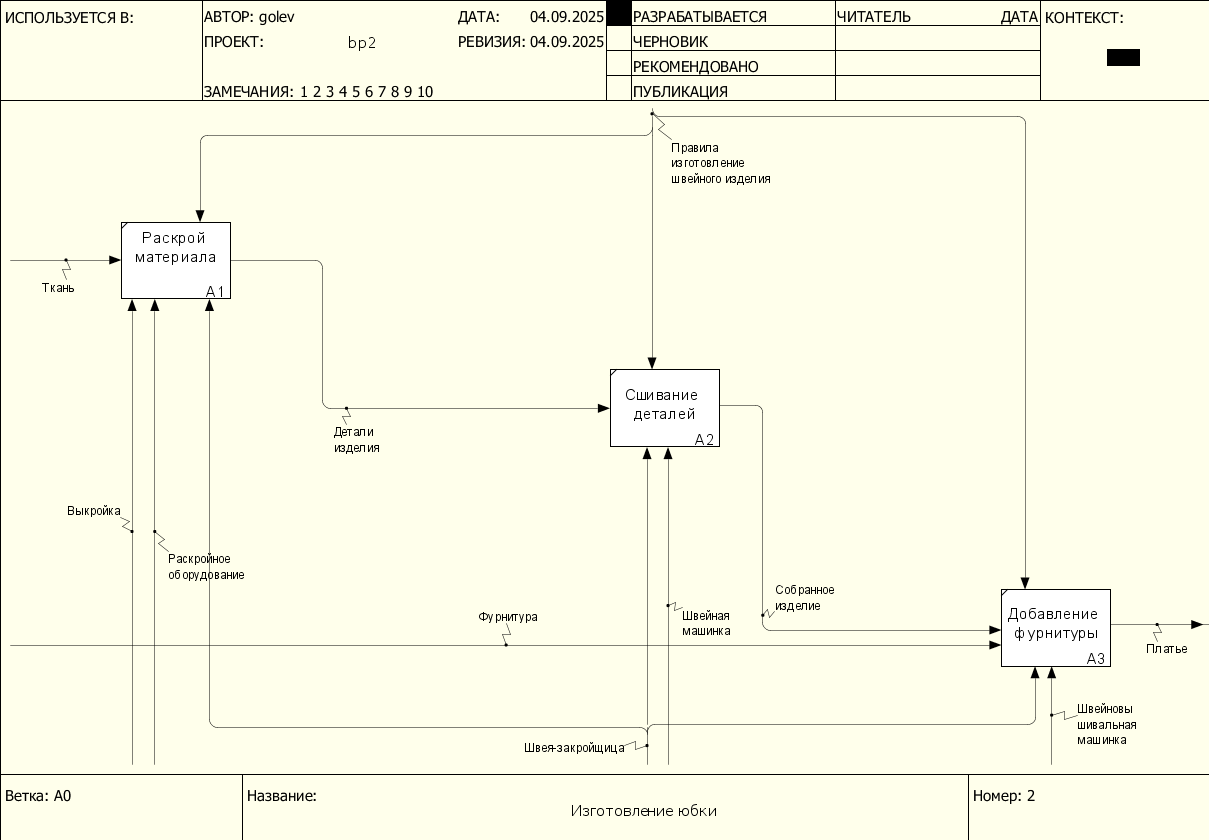 ИСПОЛЬЗУЕТСЯ В:
АВТОР: golev
ДАТА: 04.09.2025
ПРОЕКТ: bp2
РЕВИЗИЯ: 04.09.2025
ЗАМЕЧАНИЯ: 1 2 3 4 5 6 7 8 9 10
РАЗРАБАТЫВАЕТСЯ
ЧЕРНОВИК
РЕКОМЕНДОВАНО
ПУБЛИКАЦИЯ
ЧИТАТЕЛЬ
ДАТА
КОНТЕКСТ:
Правила
изготовление
швейного изделия
Раскрой
материала
A1
Ткань
Сшивание
деталей
A2
Детали
изделия
Выкройка
Раскройное
оборудование
Собранное
изделие
Фурнитура
Швейная
машинка
Добавление
фурнитуры
A3
Платье
Швейновы
шивальная
машинка
Швея-закройщица
Ветка: A0
Название:
Изготовление юбки
Номер: 2